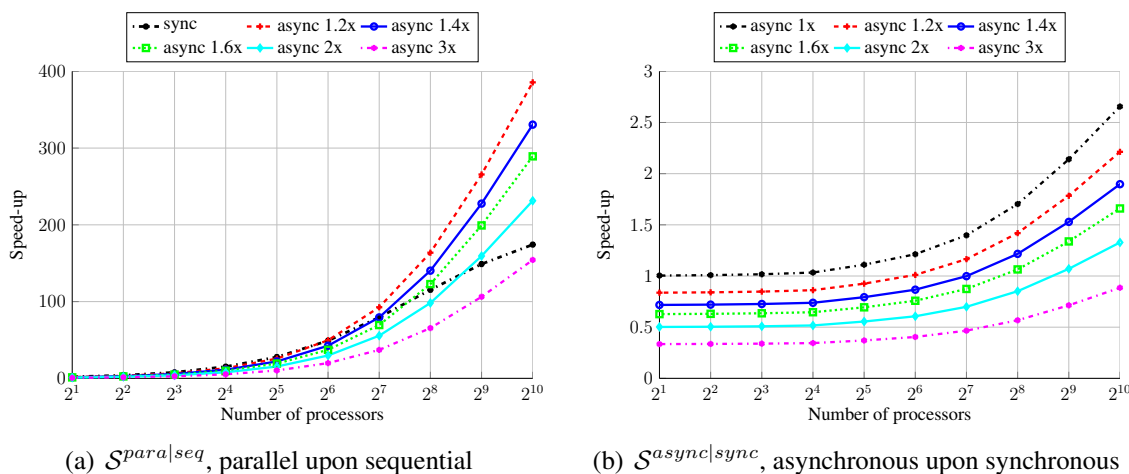 sync async 1.2x async 1.4x
async 1.6x async 2x async 3x
400
300
200
100
0
Speed-up
2^1 2^2 2^3 2^4 2^5 2^6 2^7 2^8 2^9 2^10
Number of processors
(a) S^{para|seq}, parallel upon sequential
async 1x async 1.2x async 1.4x
async 1.6x async 2x async 3x
3
2.5
2
1.5
1
0.5
0
Speed-up
2^1 2^2 2^3 2^4 2^5 2^6 2^7 2^8 2^9 2^10
Number of processors
(b) S^{async|sync}, asynchronous upon synchronous